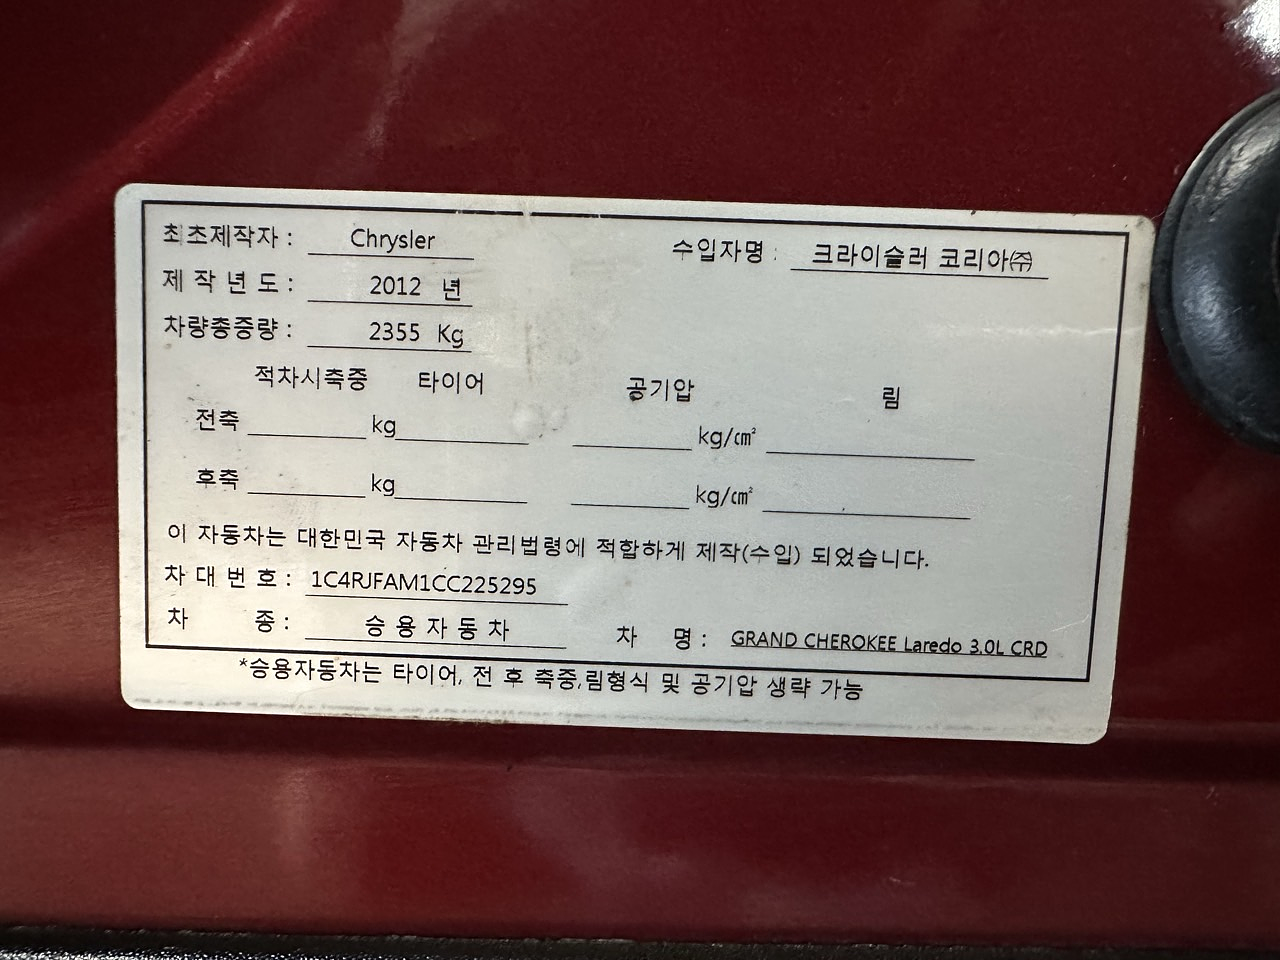 최초제작자 : Chrysler 수입자명 : 크라이슬러 코리아㈜
제 작 년 도 : 2012 년
차량총중량 : 2355 Kg
적차시축중 타이어 공기압 림
전축 kg kg/㎠
후축 kg kg/㎠
이 자동차는 대한민국 자동차 관리법령에 적합하게 제작(수입) 되었습니다.
차 대 번 호 : 1C4RJFAM1CC225295
차 종 : 승 용 자 동 차 차 명 : GRAND CHEROKEE Laredo 3.0L CRD
*승용자동차는 타이어, 전 후 축중,림형식 및 공기압 생략 가능